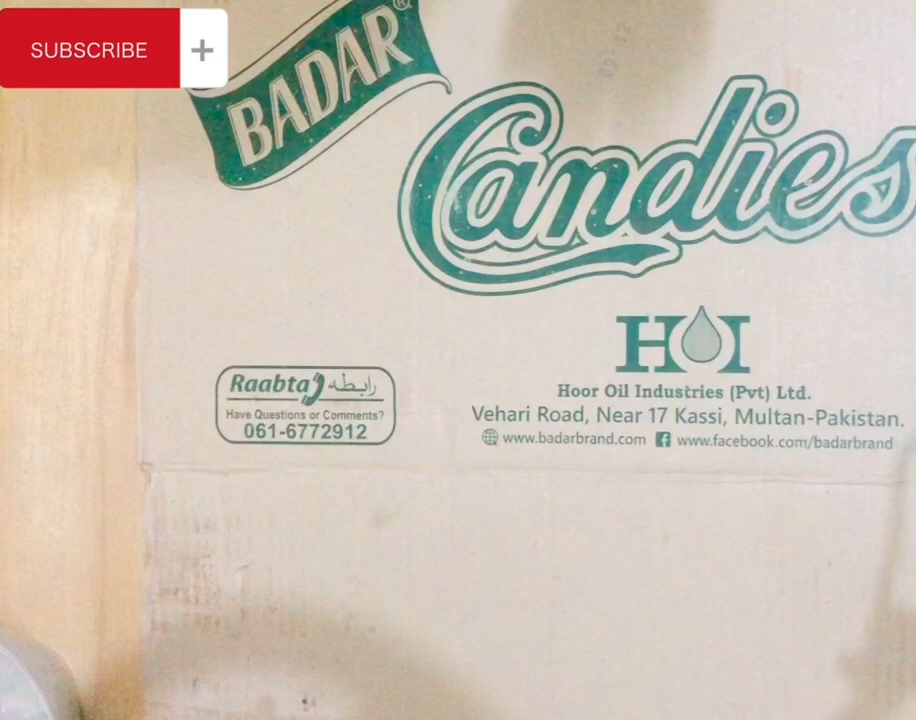 SUBSCRIBE +
BADAR®
Candies
HOI
Hoor Oil Industries (Pvt) Ltd.
Vehari Road, Near 17 Kassi, Multan-Pakistan.
www.badarbrand.com www.facebook.com/badarbrand
Raabta رابطہ
Have Questions or Comments?
061-6772912